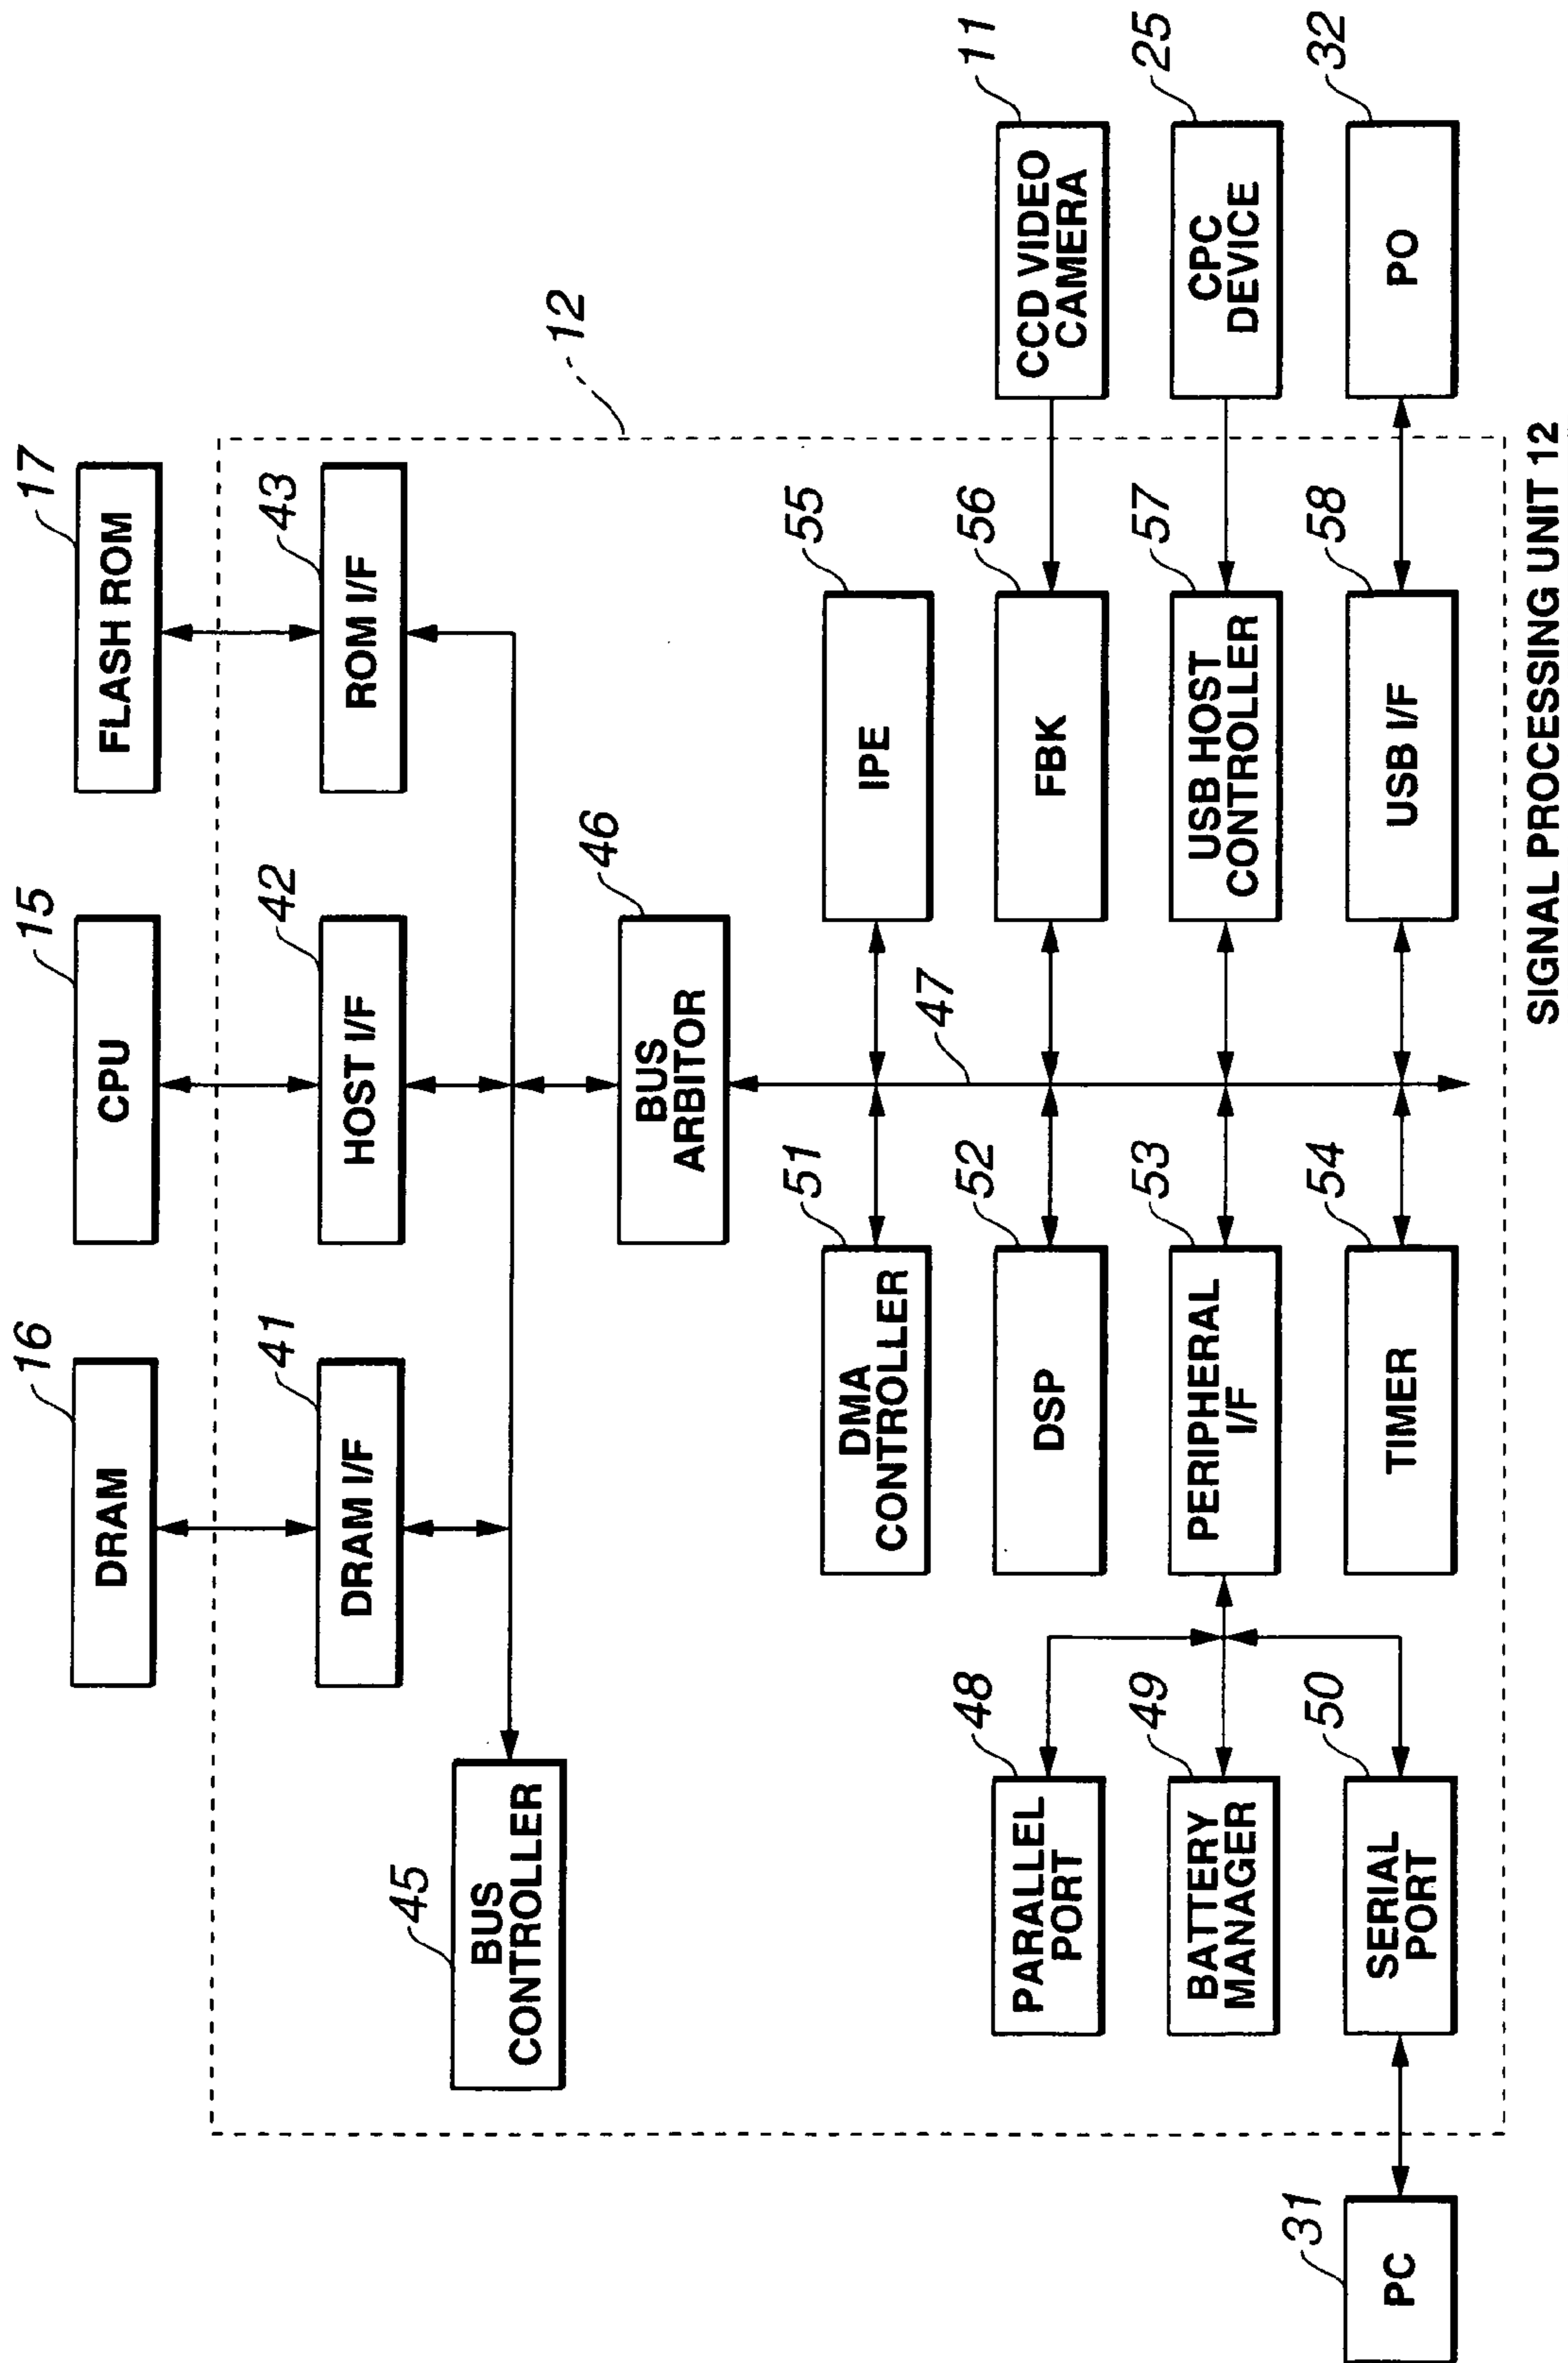 16
DRAM
15
CPU
17
FLASH ROM
12
41
DRAM I/F
42
HOST I/F
43
ROM I/F
45
BUS
CONTROLLER
46
BUS
ARBITOR
47
51
DMA
CONTROLLER
55
IPE
48
PARALLEL
PORT
52
DSP
56
FBK
11
CCD VIDEO
CAMERA
49
BATTERY
MANAGER
53
PERIPHERAL
I/F
57
USB HOST
CONTROLLER
25
CPC
DEVICE
31
PC
50
SERIAL
PORT
54
TIMER
58
USB I/F
32
PO
SIGNAL PROCESSING UNIT 12